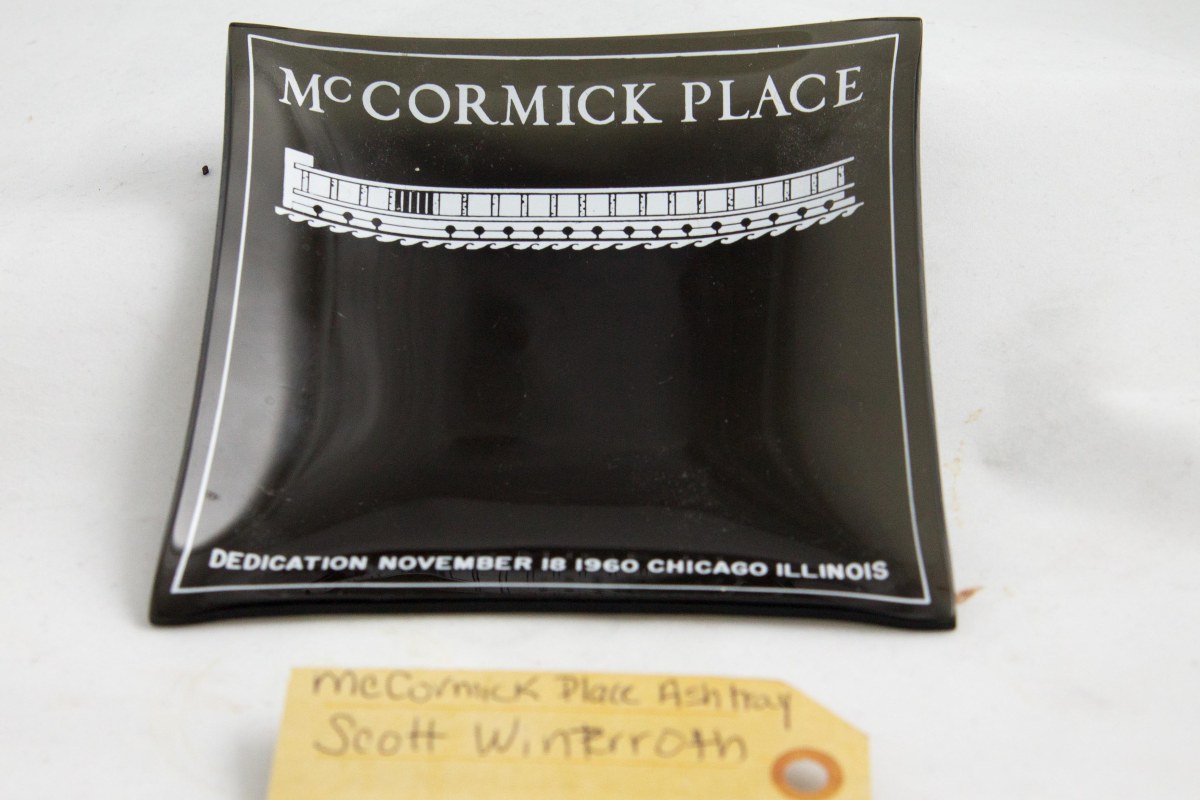 McCORMICK PLACE
DEDICATION NOVEMBER 18 1960 CHICAGO ILLINOIS
McCormick Place Ashtray
Scott Winterroth